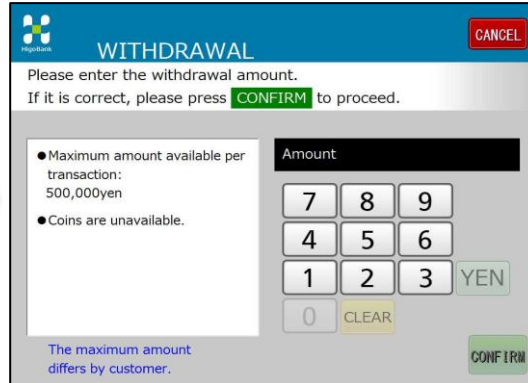 HigoBank
WITHDRAWAL
CANCEL
Please enter the withdrawal amount.
If it is correct, please press CONFIRM to proceed.
●Maximum amount available per
transaction:
500,000yen
●Coins are unavailable.
The maximum amount
differs by customer.
Amount
7 8 9
4 5 6
1 2 3 YEN
0 CLEAR
CONFIRM